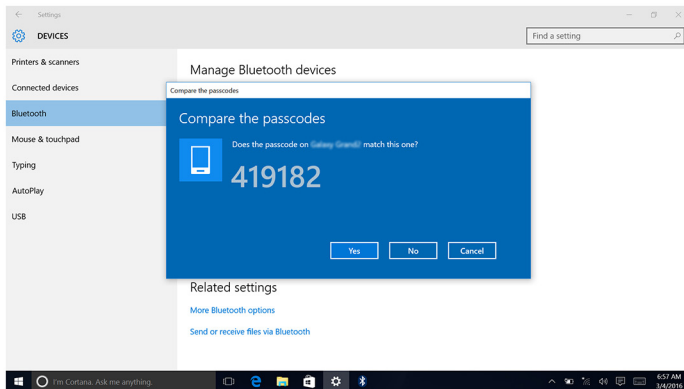 Settings
DEVICES
Find a setting
Printers & scanners
Connected devices
Bluetooth
Mouse & touchpad
Typing
AutoPlay
USB
Manage Bluetooth devices
Compare the passcodes
Compare the passcodes
Does the passcode on Galaxy Grand2 match this one?
419182
Yes No Cancel
Related settings
More Bluetooth options
Send or receive files via Bluetooth
I'm Cortana. Ask me anything.
6:57 AM
3/4/2016